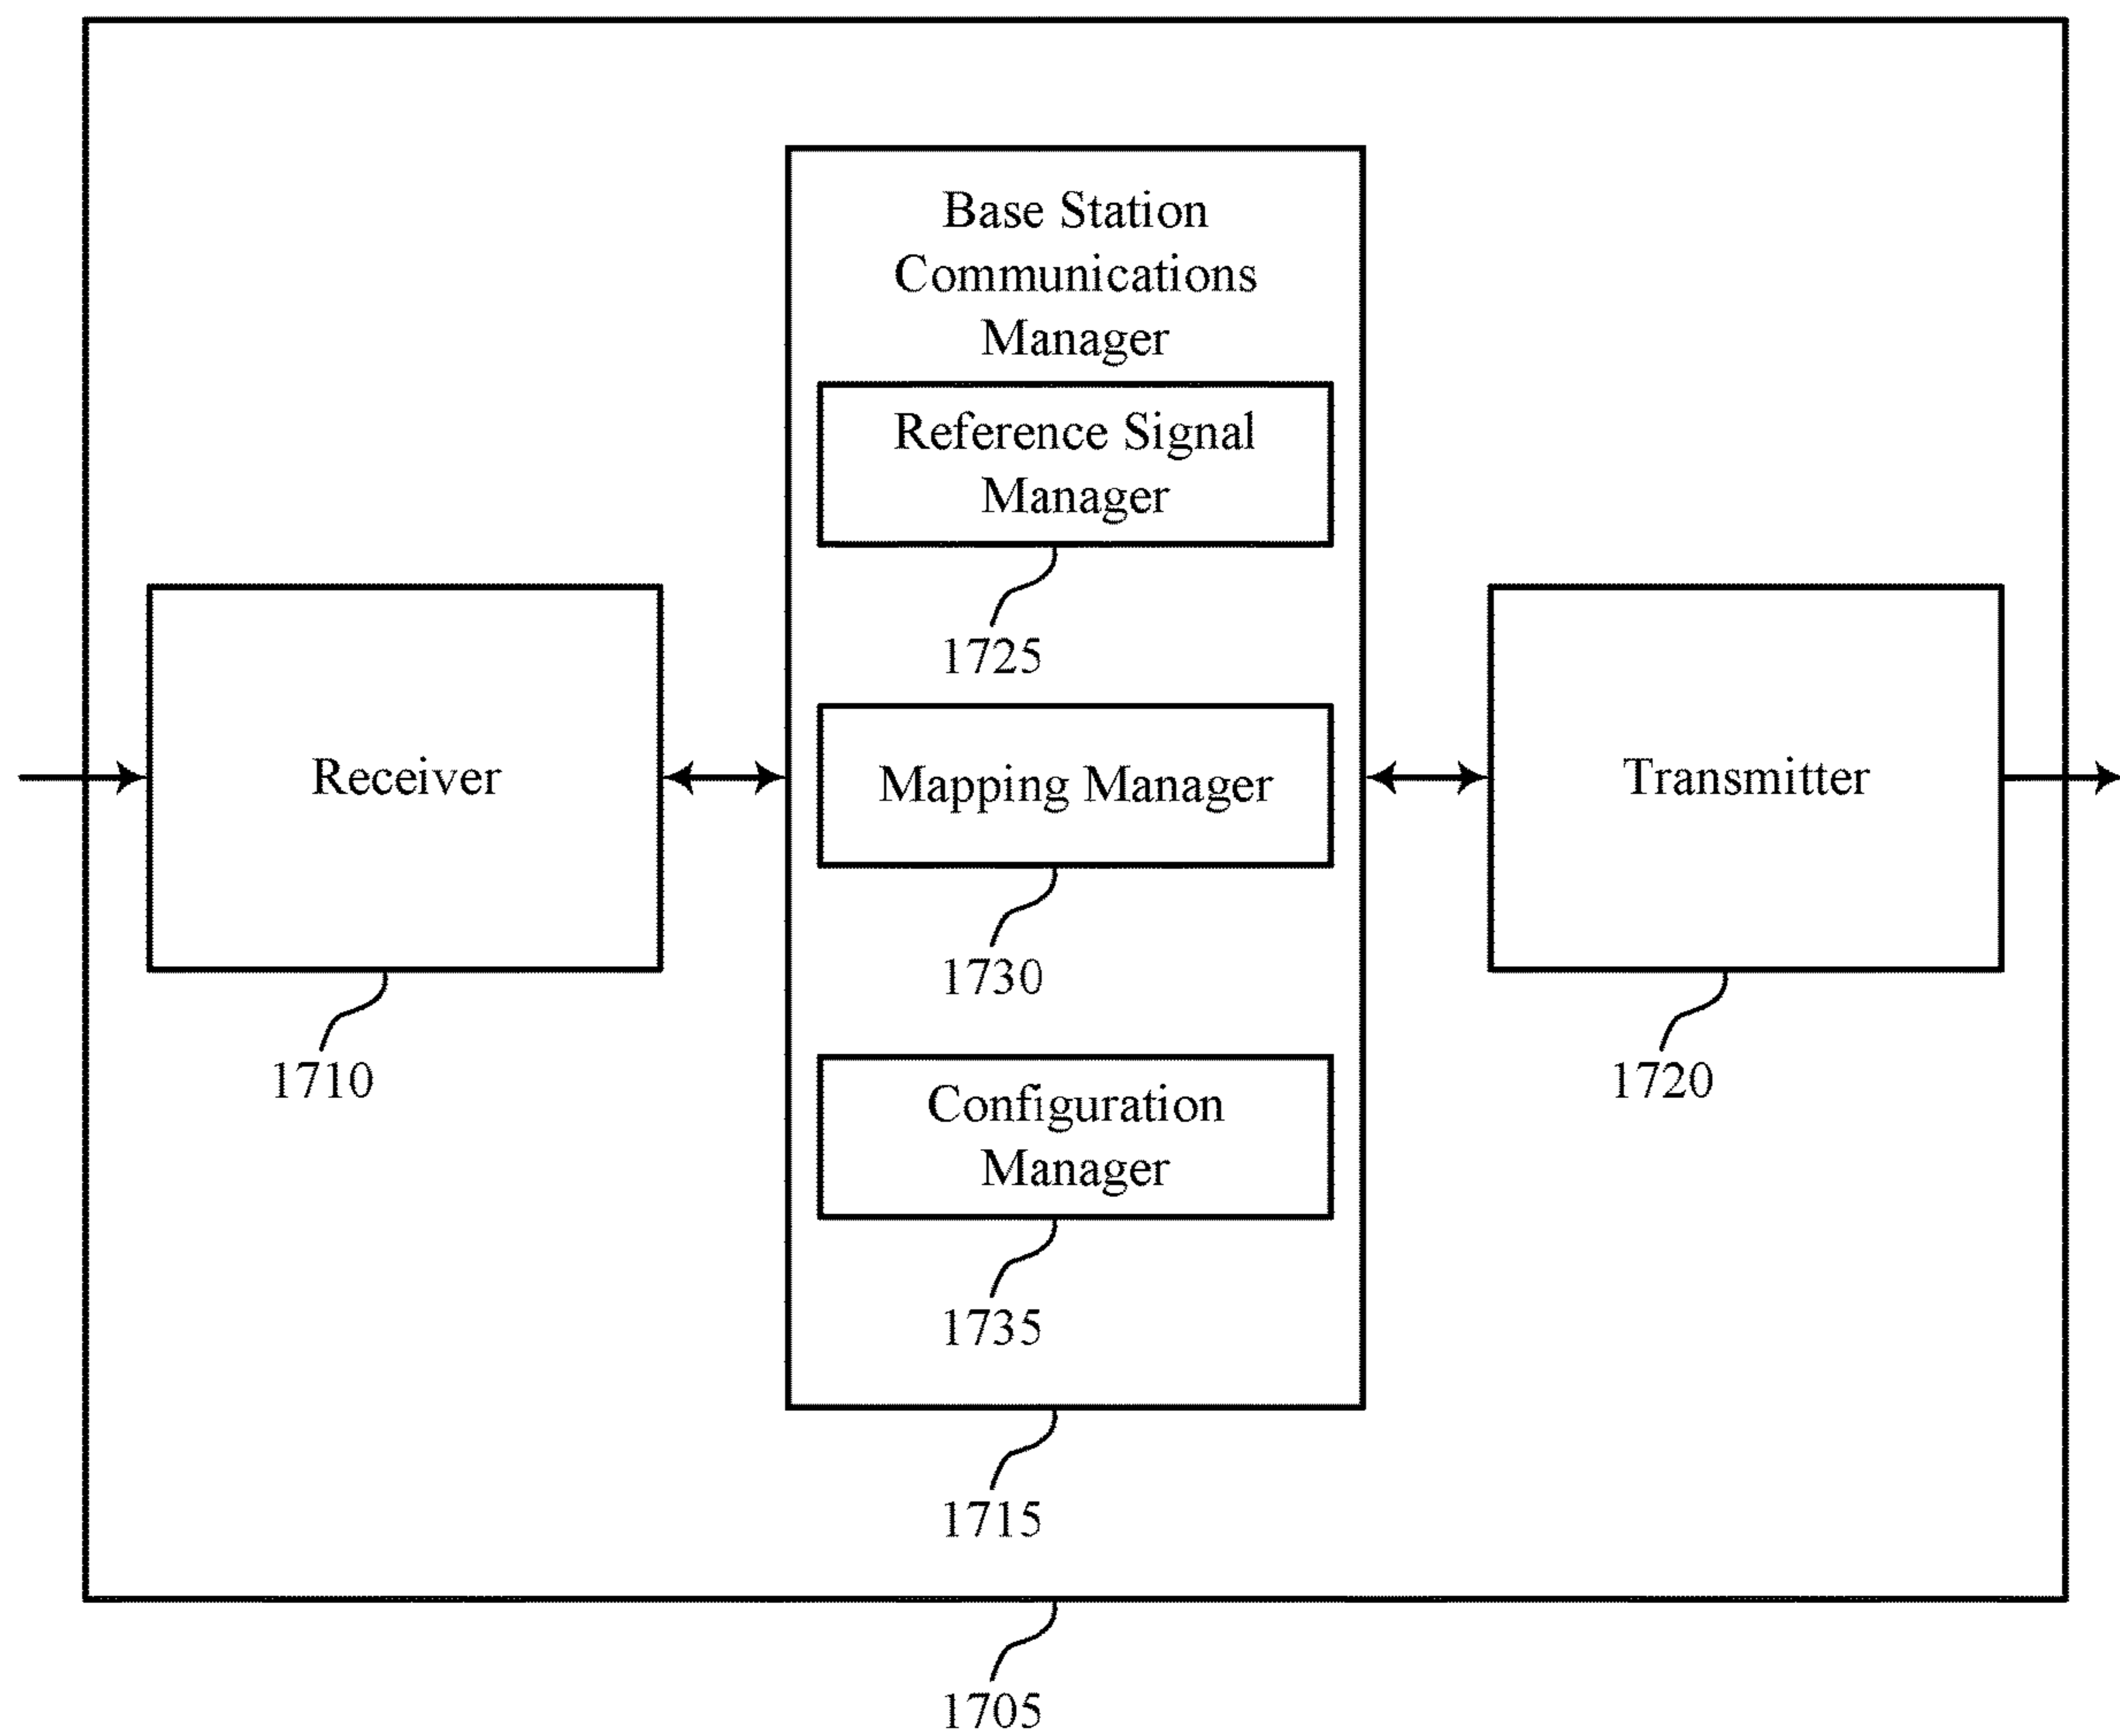 Base Station
Communications
Manager
Reference Signal
Manager
1725
Receiver
Mapping Manager
Transmitter
1730
1710
1720
Configuration
Manager
1735
1715
1705